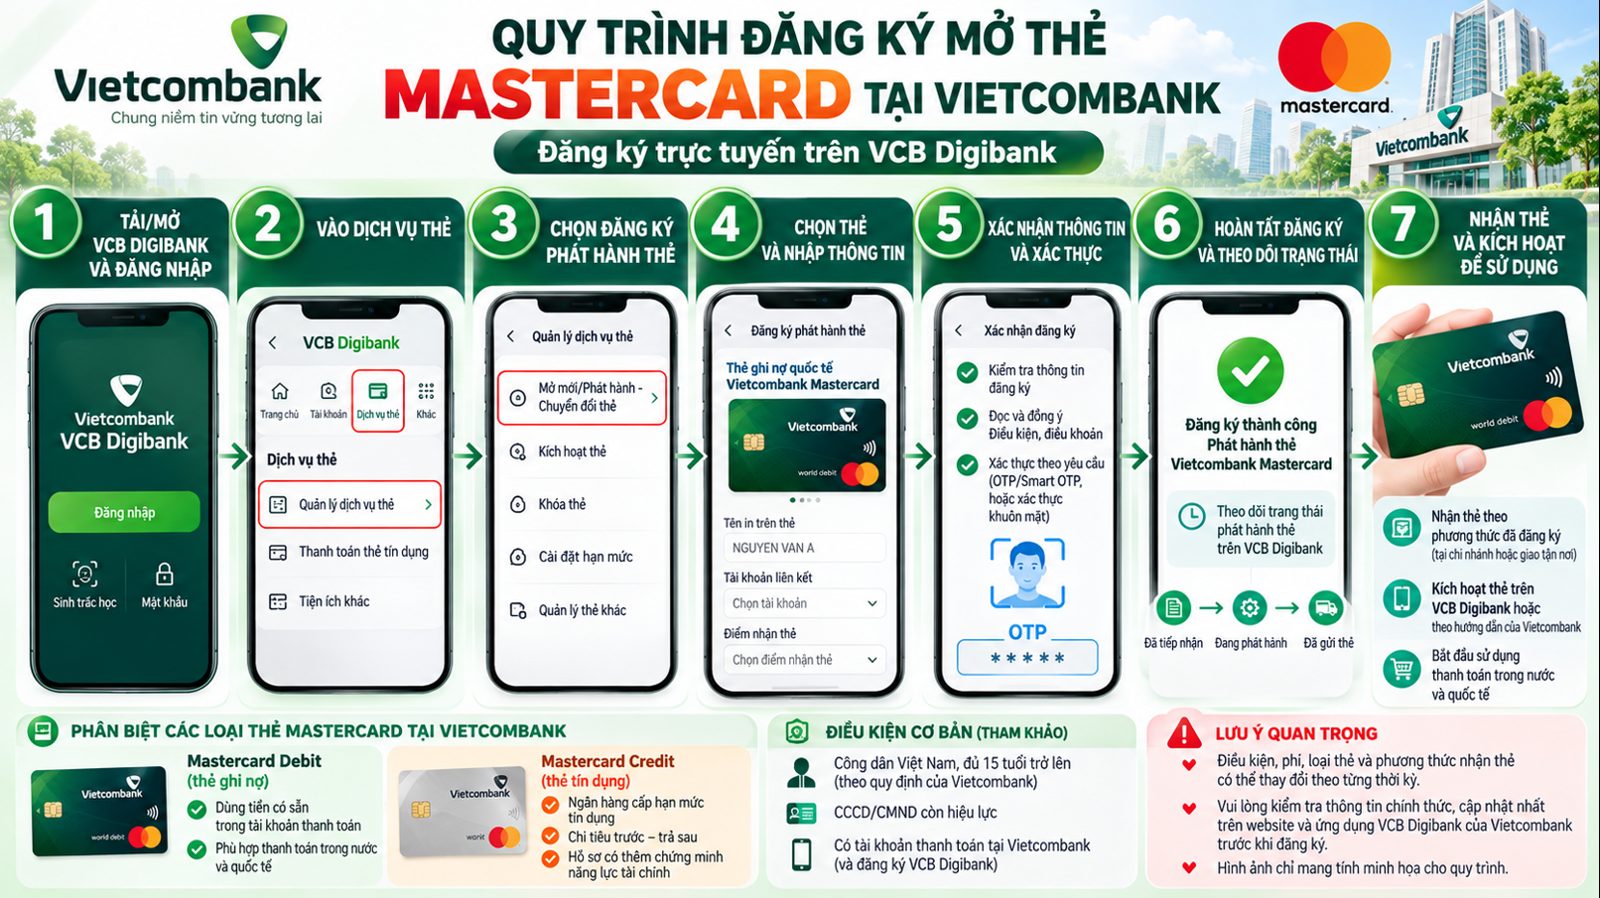 Vietcombank
Chung niềm tin vững tương lai
QUY TRÌNH ĐĂNG KÝ MỞ THẺ
MASTERCARD TẠI VIETCOMBANK
Đăng ký trực tuyến trên VCB Digibank
mastercard.
Vietcombank
1
TẢI/MỞ
VCB DIGIBANK
VÀ ĐĂNG NHẬP
Vietcombank
VCB Digibank
Đăng nhập
Sinh trắc học
Mật khẩu
2
VÀO DỊCH VỤ THẺ
VCB Digibank
Trang chủ
Tài khoản
Dịch vụ thẻ
Khác
Dịch vụ thẻ
Quản lý dịch vụ thẻ
Thanh toán thẻ tín dụng
Tiện ích khác
3
CHỌN ĐĂNG KÝ
PHÁT HÀNH THẺ
Quản lý dịch vụ thẻ
Mở mới/Phát hành -
Chuyển đổi thẻ
Kích hoạt thẻ
Khóa thẻ
Cài đặt hạn mức
Quản lý thẻ khác
4
CHỌN THẺ
VÀ NHẬP THÔNG TIN
Đăng ký phát hành thẻ
Thẻ ghi nợ quốc tế
Vietcombank Mastercard
Vietcombank
world debit
Tên in trên thẻ
NGUYEN VAN A
Tài khoản liên kết
Chọn tài khoản
Điểm nhận thẻ
Chọn điểm nhận thẻ
5
XÁC NHẬN THÔNG TIN
VÀ XÁC THỰC
Xác nhận đăng ký
Kiểm tra thông tin
đăng ký
Đọc và đồng ý
Điều kiện, điều khoản
Xác thực theo yêu cầu
(OTP/Smart OTP,
hoặc xác thực
khuôn mặt)
OTP
*****
6
HOÀN TẤT ĐĂNG KÝ
VÀ THEO DÕI TRẠNG THÁI
Đăng ký thành công
Phát hành thẻ
Vietcombank Mastercard
Theo dõi trạng thái
phát hành thẻ
trên VCB Digibank
Đã tiếp nhận
Đang phát hành
Đã gửi thẻ
7
NHẬN THẺ
VÀ KÍCH HOẠT
ĐỂ SỬ DỤNG
Vietcombank
world debit
Nhận thẻ theo
phương thức đã đăng ký
(tại chi nhánh hoặc giao tận nơi)
Kích hoạt thẻ trên
VCB Digibank hoặc
theo hướng dẫn của Vietcombank
Bắt đầu sử dụng
thanh toán trong nước
và quốc tế
PHÂN BIỆT CÁC LOẠI THẺ MASTERCARD TẠI VIETCOMBANK
Vietcombank
world debit
Mastercard Debit
(thẻ ghi nợ)
Dùng tiền có sẵn
trong tài khoản thanh toán
Phù hợp thanh toán trong nước
và quốc tế
Vietcombank
Mastercard Credit
(thẻ tín dụng)
Ngân hàng cấp hạn mức
tín dụng
Chi tiêu trước – trả sau
Hồ sơ có thêm chứng minh
năng lực tài chính
ĐIỀU KIỆN CƠ BẢN (THAM KHẢO)
Công dân Việt Nam, đủ 15 tuổi trở lên
(theo quy định của Vietcombank)
CCCD/CMND còn hiệu lực
Có tài khoản thanh toán tại Vietcombank
(và đăng ký VCB Digibank)
LƯU Ý QUAN TRỌNG
Điều kiện, phí, loại thẻ và phương thức nhận thẻ
có thể thay đổi theo từng thời kỳ.
Vui lòng kiểm tra thông tin chính thức, cập nhật nhất
trên website và ứng dụng VCB Digibank của Vietcombank
trước khi đăng ký.
Hình ảnh chỉ mang tính minh họa cho quy trình.